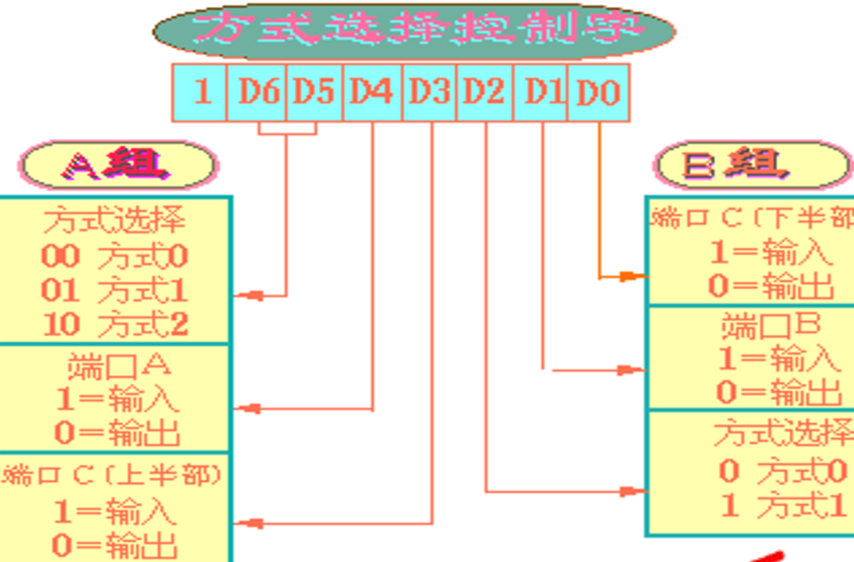 方式选择控制字
1 D6 D5 D4 D3 D2 D1 D0
A组
方式选择
00 方式0
01 方式1
10 方式2
端口A
1=输入
0=输出
端口C(上半部)
1=输入
0=输出
B组
端口C(下半部
1=输入
0=输出
端口B
1=输入
0=输出
方式选择
0 方式0
1 方式1